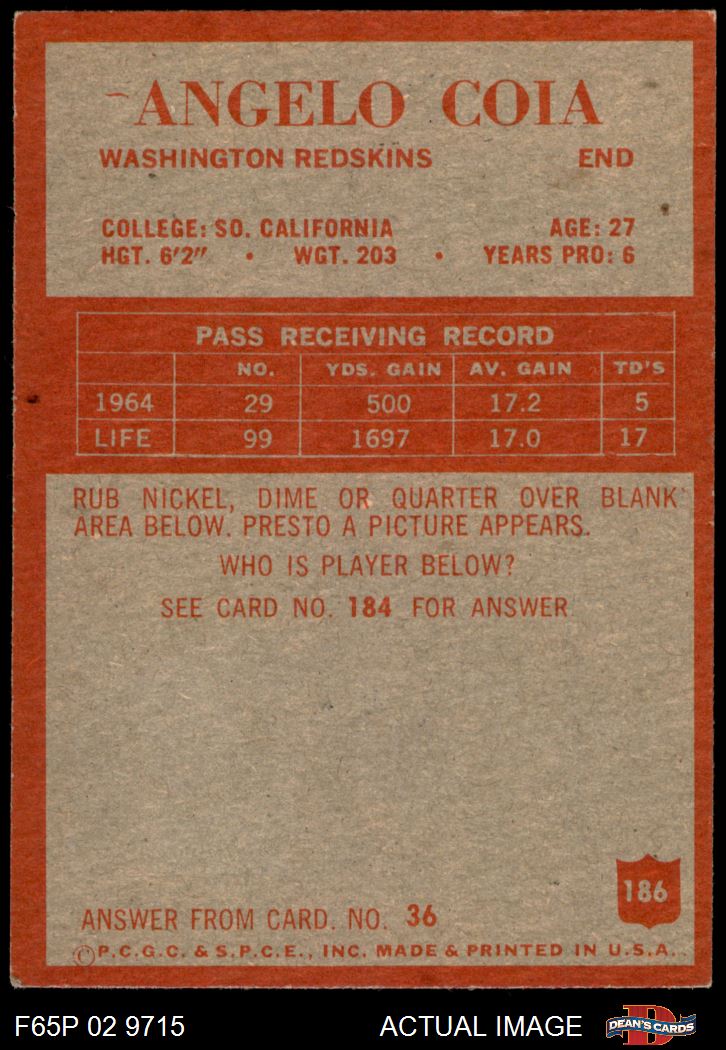 ANGELO COIA
WASHINGTON REDSKINS END
COLLEGE: SO. CALIFORNIA AGE: 27
HGT. 6'2" • WGT. 203 • YEARS PRO: 6
PASS RECEIVING RECORD
NO. YDS. GAIN AV. GAIN TD'S
1964 29 500 17.2 5
LIFE 99 1697 17.0 17
RUB NICKEL, DIME OR QUARTER OVER BLANK
AREA BELOW. PRESTO A PICTURE APPEARS.
WHO IS PLAYER BELOW?
SEE CARD NO. 184 FOR ANSWER
186
ANSWER FROM CARD. NO. 36
©P.C.G.C. & S.P.C.E., INC. MADE & PRINTED IN U.S.A.
F65P 02 9715 ACTUAL IMAGE D DEAN'S CARDS